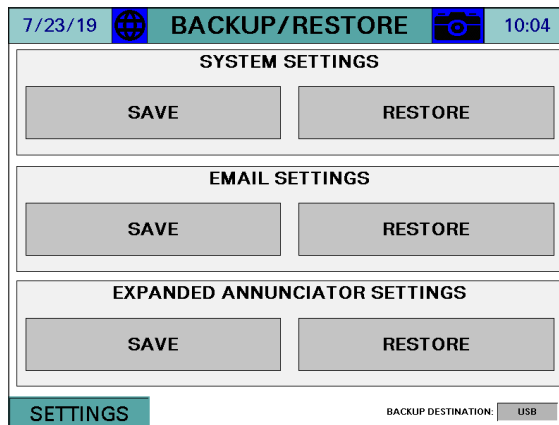 7/23/19 BACKUP/RESTORE 10:04
SYSTEM SETTINGS
SAVE RESTORE
EMAIL SETTINGS
SAVE RESTORE
EXPANDED ANNUNCIATOR SETTINGS
SAVE RESTORE
SETTINGS BACKUP DESTINATION: USB